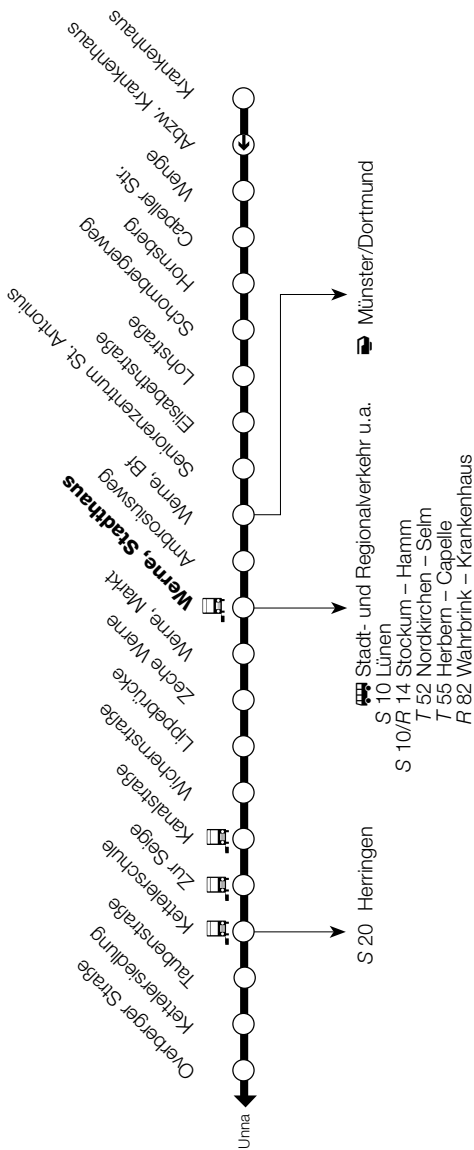 Unna
Overberger Straße
Kettelersiedlung
Taubenstraße
Kettelerschule
Zur Seige
Kanalstraße
Wichernstraße
Lippebrücke
Zeche Werne
Werne, Markt
Werne, Stadthaus
Ambrosiusweg
Werne, Bf
Seniorenzentrum St. Antonius
Elisabethstraße
Lohstraße
Schombergerweg
Hornsberg
Capeller Str.
Wenge
Abzw. Krankenhaus
Krankenhaus
S 20 Herringen
Stadt- und Regionalverkehr u.a.
S 10 Lünen
S 10/R 14 Stockum – Hamm
T 52 Nordkirchen – Selm
T 55 Herbern – Capelle
R 82 Wahrbrink – Krankenhaus
Münster/Dortmund